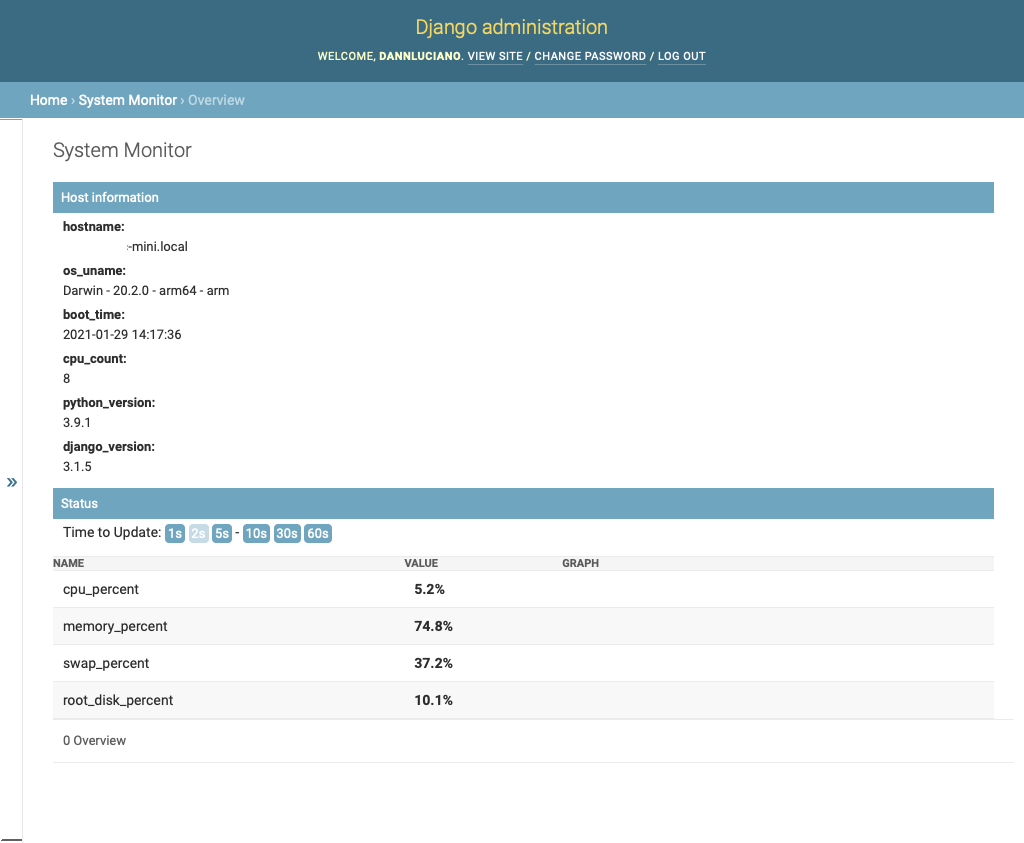 Django administration
WELCOME, DANNLUCIANO. VIEW SITE / CHANGE PASSWORD / LOG OUT
Home › System Monitor › Overview
System Monitor
Host information
hostname:
-mini.local
os_uname:
Darwin - 20.2.0 - arm64 - arm
boot_time:
2021-01-29 14:17:36
cpu_count:
8
python_version:
3.9.1
django_version:
3.1.5
»
Status
Time to Update: 1s 2s 5s - 10s 30s 60s
NAME VALUE GRAPH
cpu_percent 5.2%
memory_percent 74.8%
swap_percent 37.2%
root_disk_percent 10.1%
0 Overview